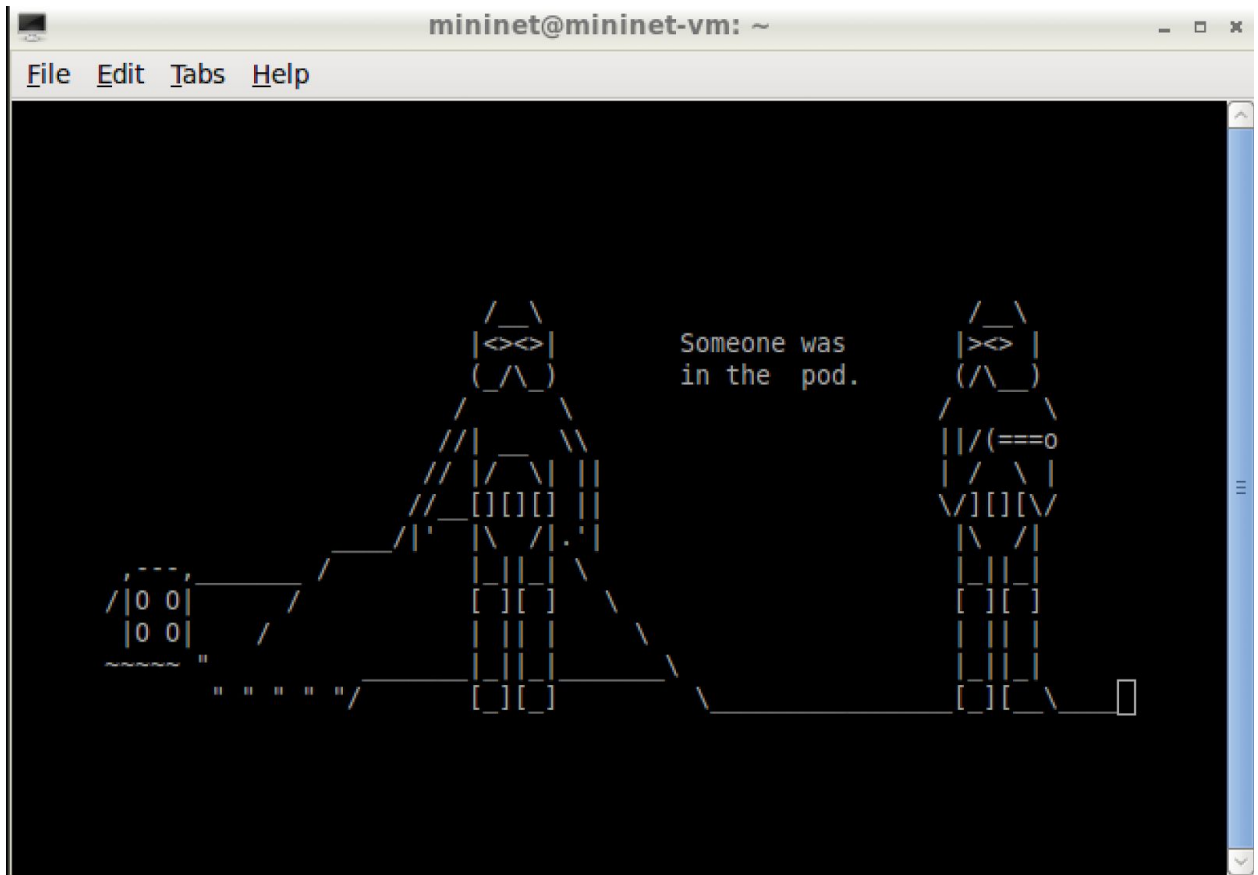 mininet@mininet-vm: ~
File Edit Tabs Help
Someone was
in the  pod.